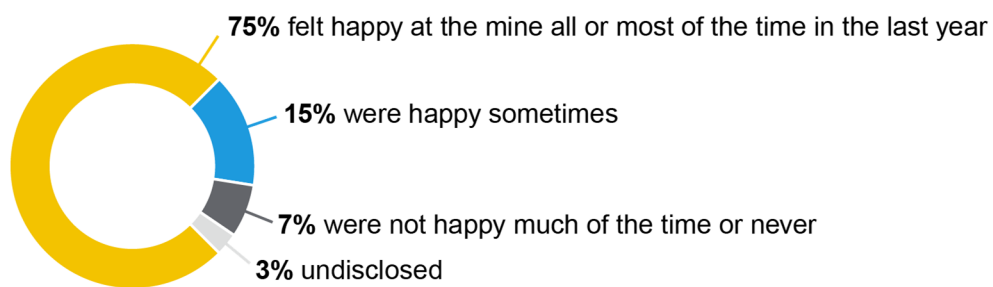 75% felt happy at the mine all or most of the time in the last year
15% were happy sometimes
7% were not happy much of the time or never
3% undisclosed